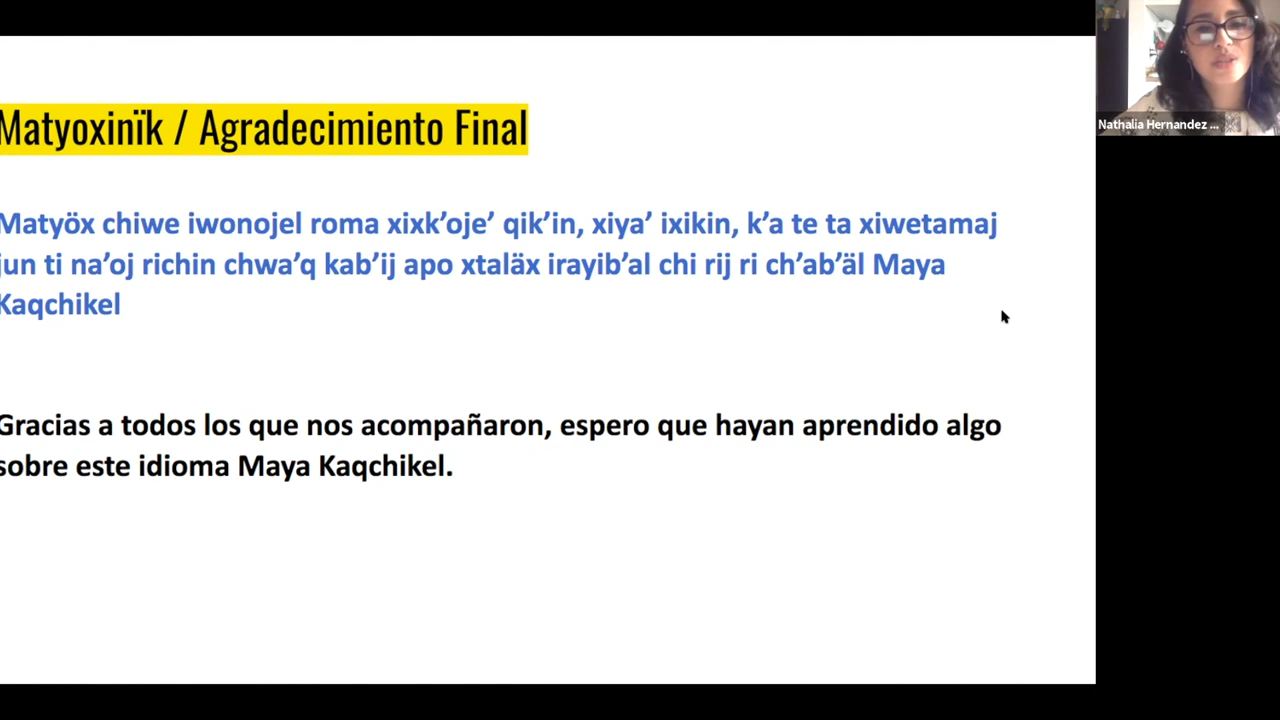 Matyoxinïk / Agradecimiento Final
Matyöx chiwe iwonojel roma xixk’oje’ qik’in, xiya’ ixikin, k’a te ta xiwetamaj
jun ti na’oj richin chwa’q kab’ij apo xtaläx irayib’al chi rij ri ch’ab’äl Maya
Kaqchikel
Gracias a todos los que nos acompañaron, espero que hayan aprendido algo
sobre este idioma Maya Kaqchikel.
Nathalia Hernandez ...